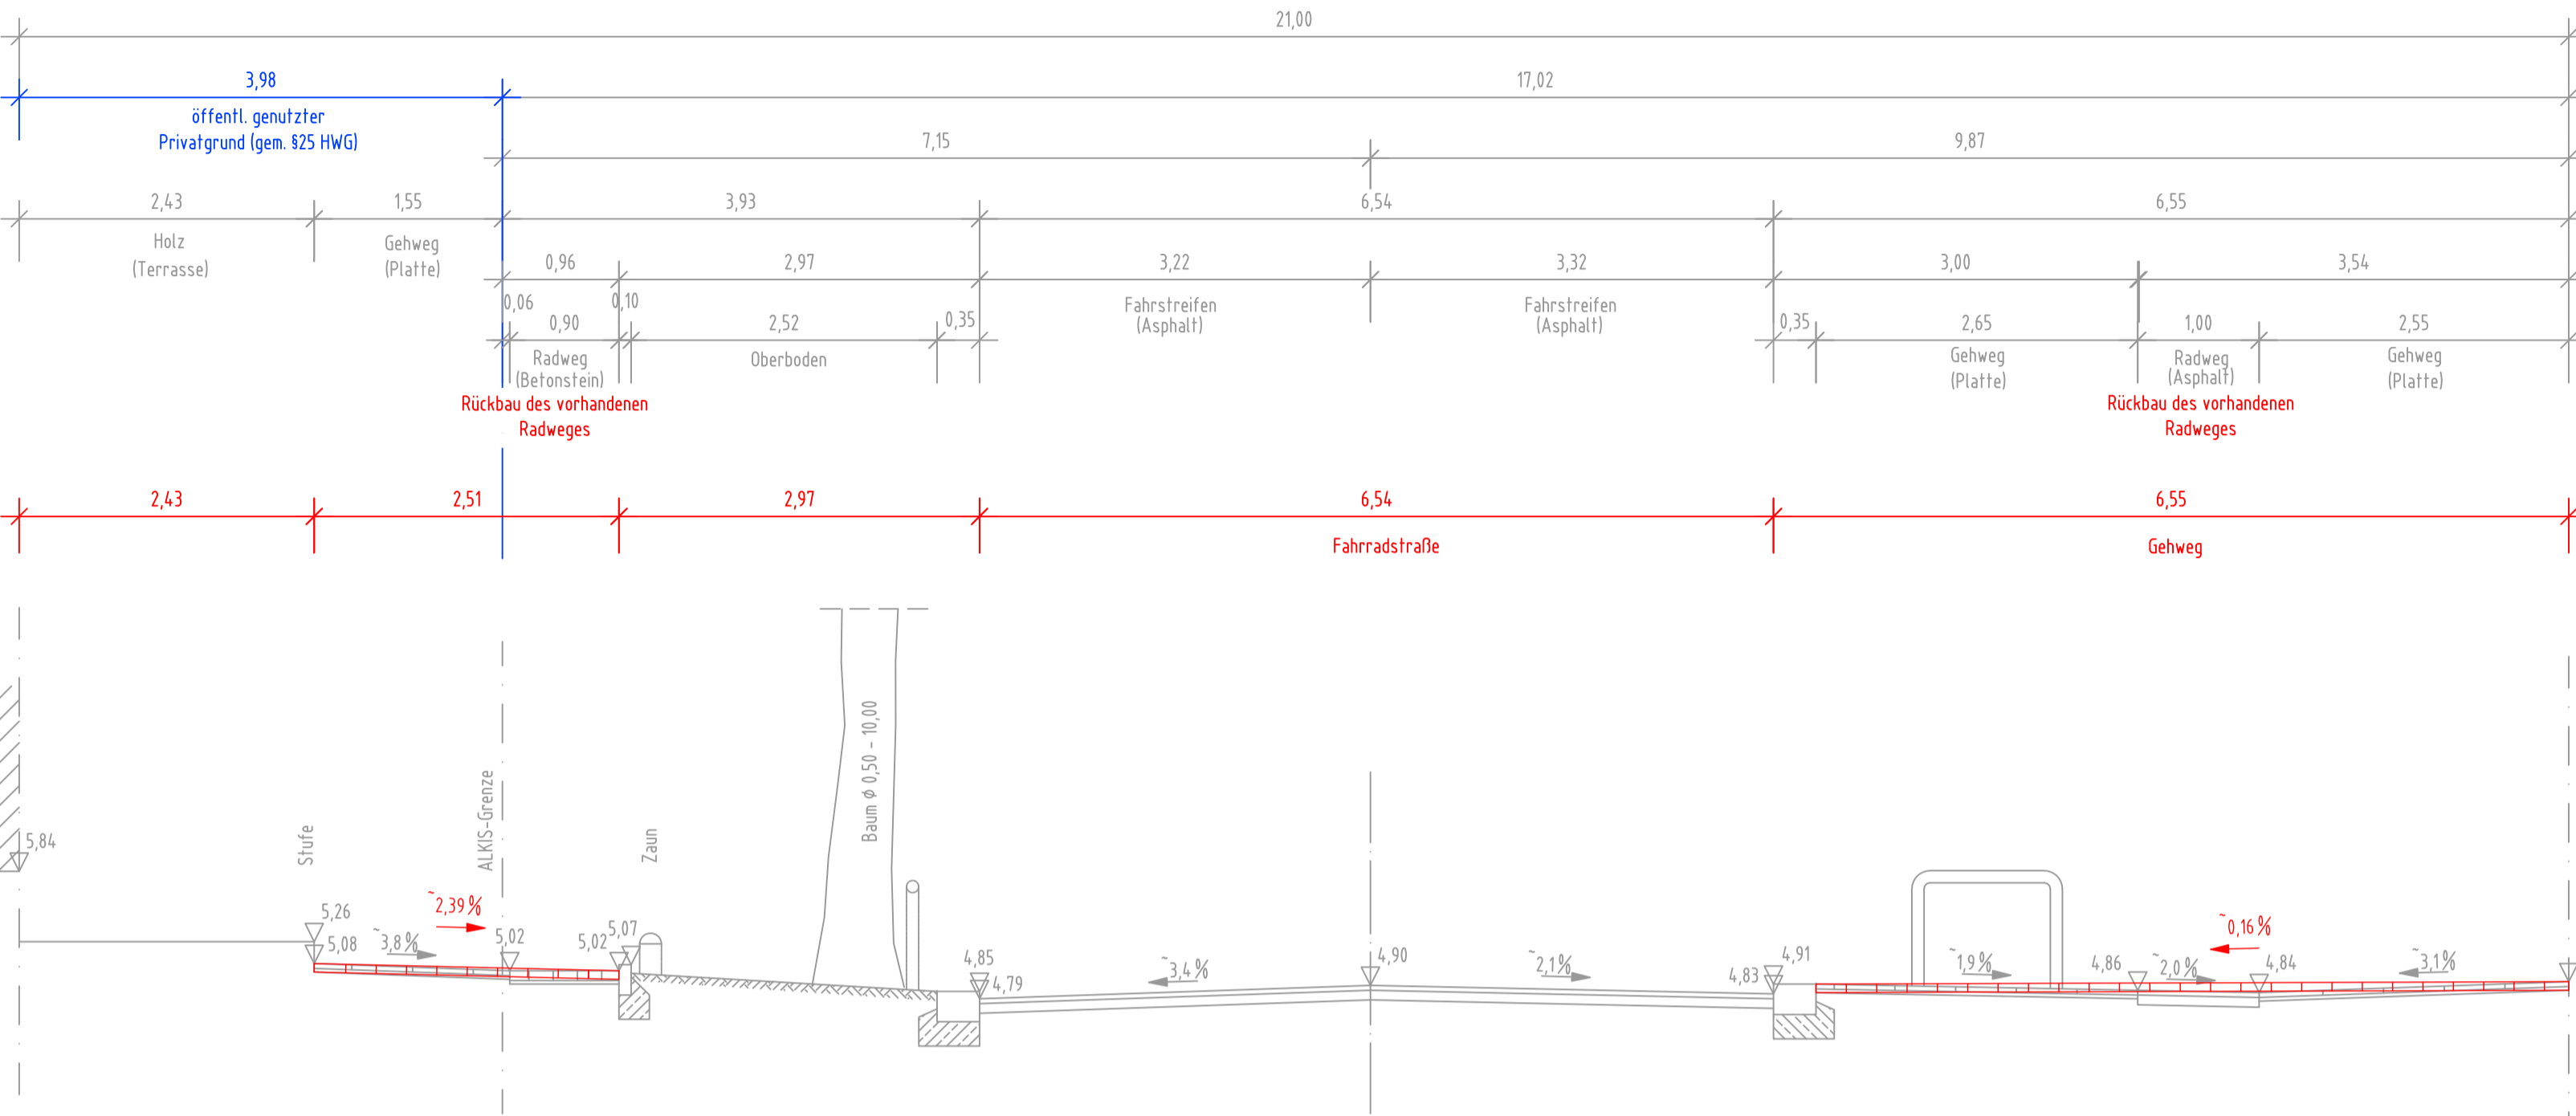 21,00
3,98
17,02
öffentl. genutzter
Privatgrund (gem. §25 HWG)
7,15
9,87
2,43
1,55
3,93
6,54
6,55
Holz
(Terrasse)
Gehweg
(Platte)
0,96
2,97
3,22
3,32
3,00
3,54
0,06
0,10
Fahrstreifen
(Asphalt)
Fahrstreifen
(Asphalt)
0,90
2,52
0,35
0,35
2,65
1,00
2,55
Radweg
(Betonstein)
Oberboden
Gehweg
(Platte)
Radweg
(Asphalt)
Gehweg
(Platte)
Rückbau des vorhandenen
Radweges
Rückbau des vorhandenen
Radweges
2,43
2,51
2,97
6,54
6,55
Fahrradstraße
Gehweg
Baum ϕ 0,50 - 10,00
ALKIS-Grenze
Stufe
Zaun
5,84
5,26
5,08
~2,39%
~3,8%
5,02
5,02
5,07
4,85
4,79
~3,4%
4,90
~2,1%
4,91
4,83
~1,9%
4,86
~2,0%
~0,16%
4,84
~3,1%